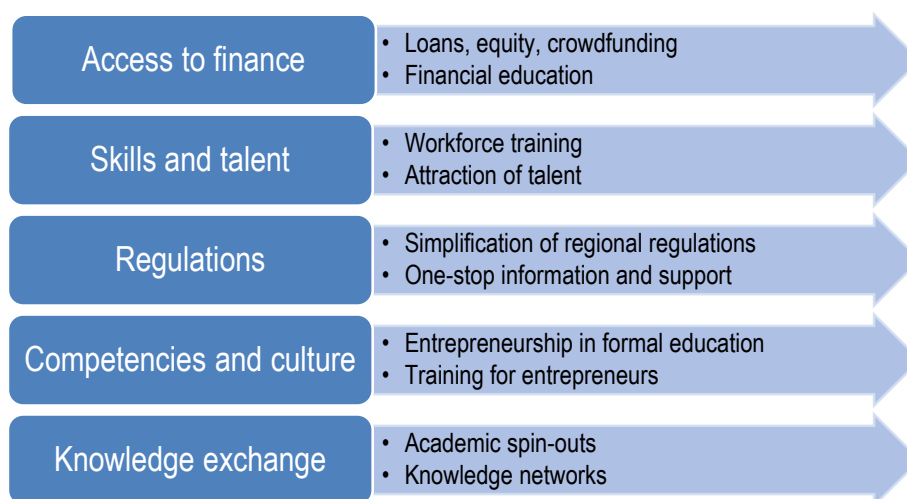 Access to finance
• Loans, equity, crowdfunding
• Financial education
Skills and talent
• Workforce training
• Attraction of talent
Regulations
• Simplification of regional regulations
• One-stop information and support
Competencies and culture
• Entrepreneurship in formal education
• Training for entrepreneurs
Knowledge exchange
• Academic spin-outs
• Knowledge networks